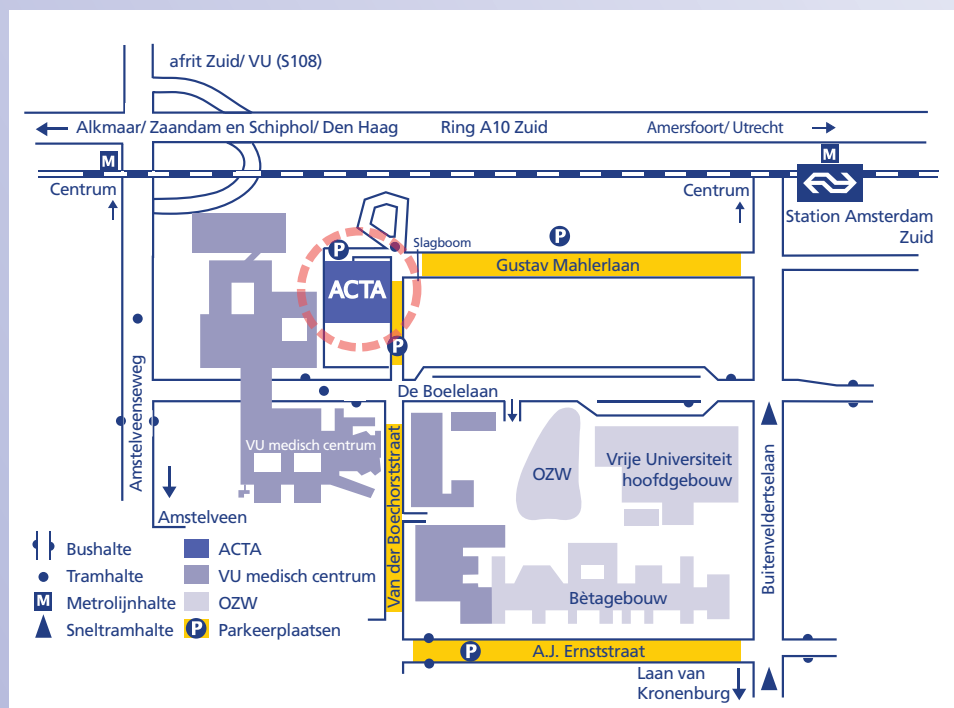 afrit Zuid/ VU (S108)
Alkmaar/ Zaandam en Schiphol/ Den Haag
Ring A10 Zuid
Amersfoort/ Utrecht
M
M
Centrum
Centrum
Station Amsterdam
Zuid
Slagboom
P
P
Gustav Mahlerlaan
ACTA
P
De Boelelaan
Amstelveenseweg
VU medisch centrum
Van der Boechorststraat
OZW
Vrije Universiteit
hoofdgebouw
Buitenveldertselaan
Amstelveen
Bètagebouw
Bushalte
Tramhalte
M Metrolijnhalte
Sneltramhalte
ACTA
VU medisch centrum
OZW
P Parkeerplaatsen
P
A.J. Ernststraat
Laan van
Kronenburg